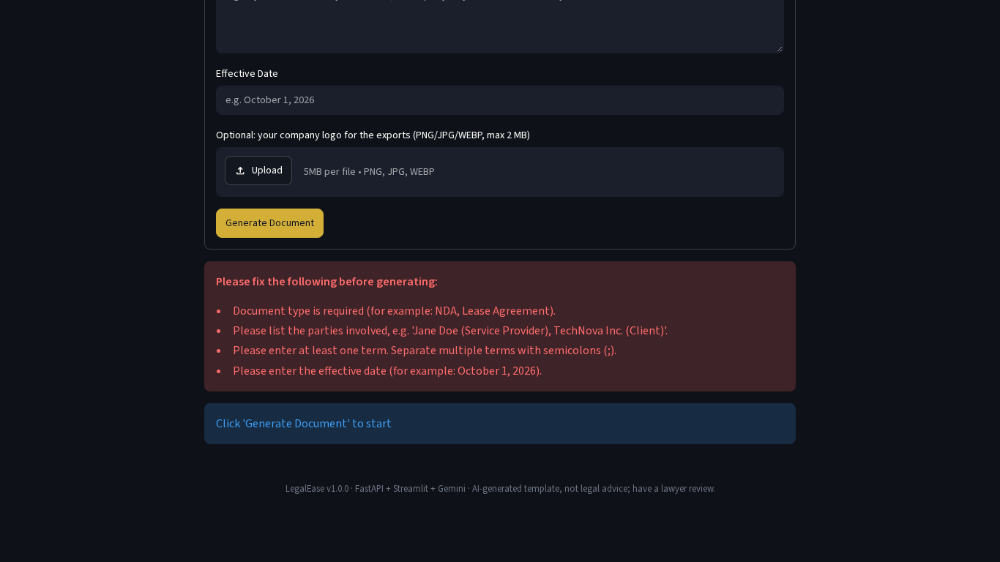 Effective Date
e.g. October 1, 2026
Optional: your company logo for the exports (PNG/JPG/WEBP, max 2 MB)
Upload
5MB per file • PNG, JPG, WEBP
Generate Document
Please fix the following before generating:
• Document type is required (for example: NDA, Lease Agreement).
• Please list the parties involved, e.g. 'Jane Doe (Service Provider), TechNova Inc. (Client)'.
• Please enter at least one term. Separate multiple terms with semicolons (;).
• Please enter the effective date (for example: October 1, 2026).
Click 'Generate Document' to start
LegalEase v1.0.0 · FastAPI + Streamlit + Gemini · AI-generated template, not legal advice; have a lawyer review.